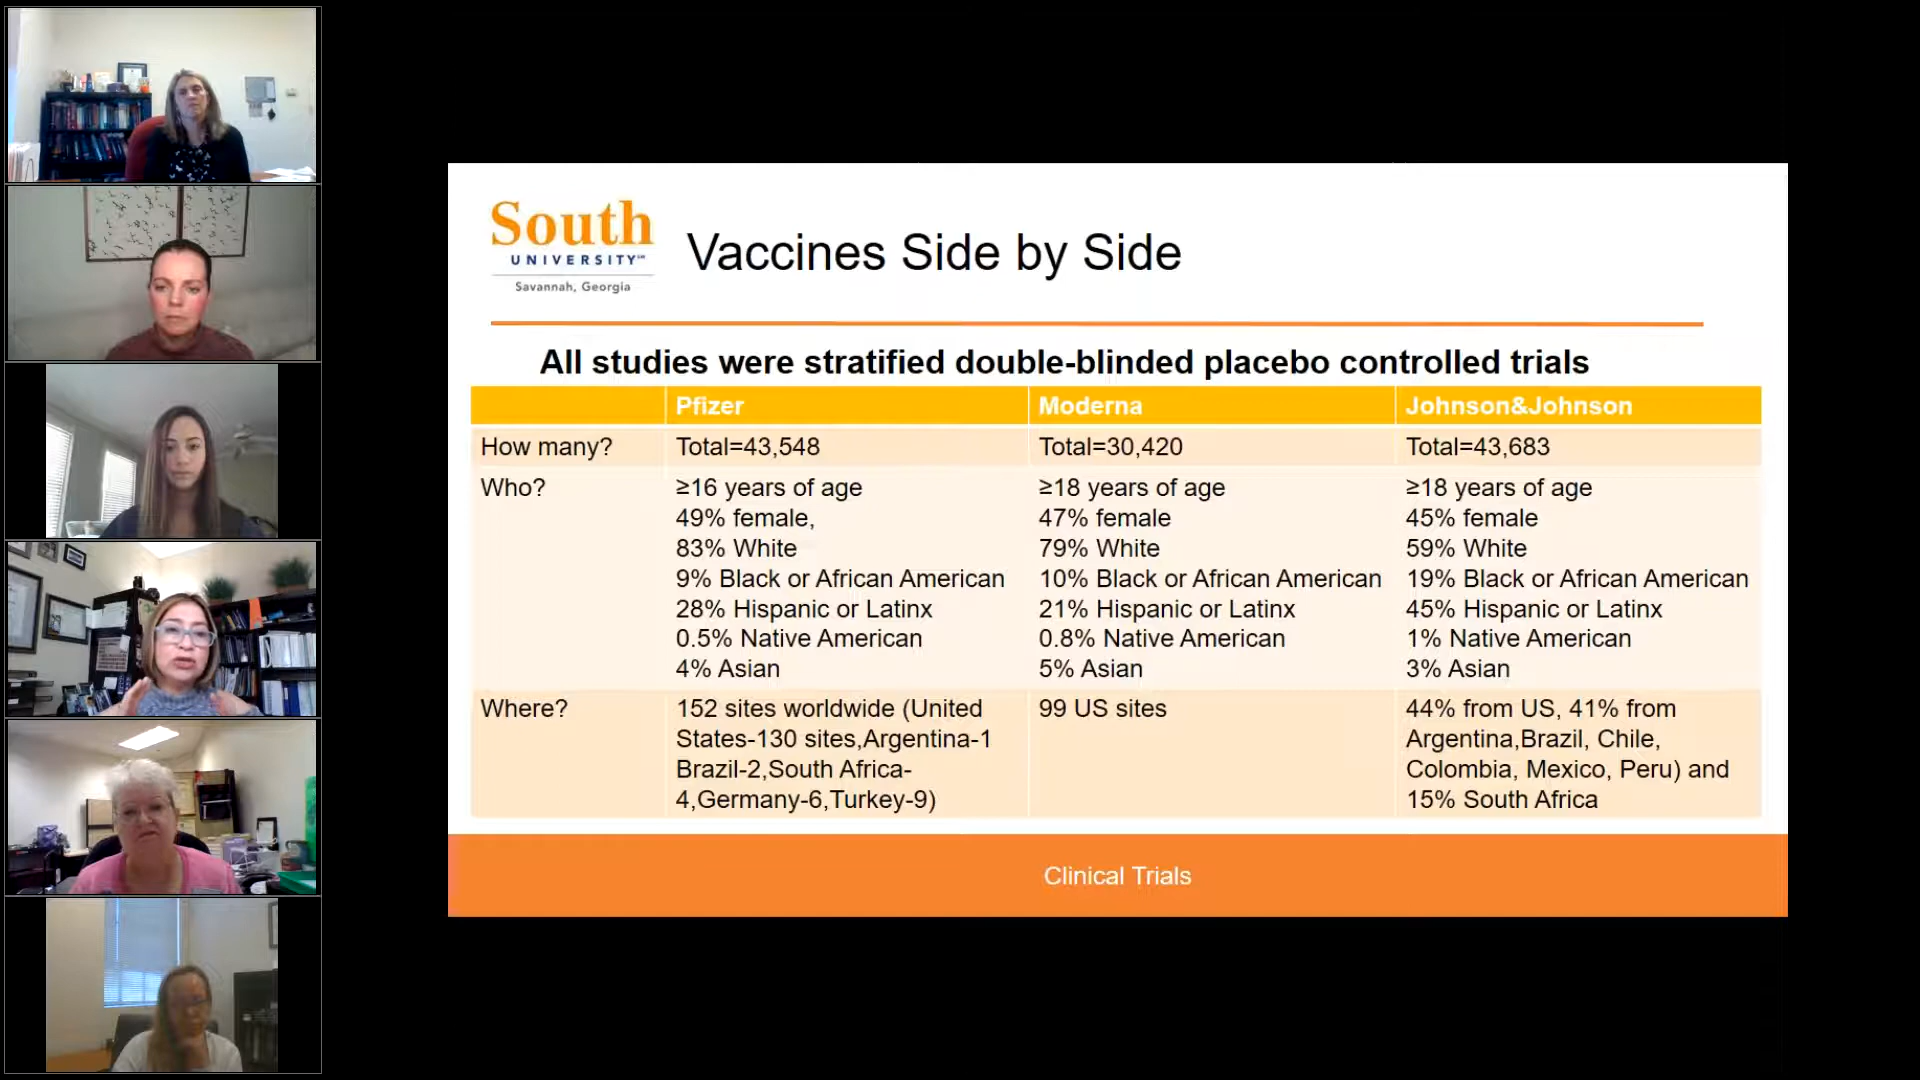 South
UNIVERSITY℠
Savannah, Georgia
Vaccines Side by Side
All studies were stratified double-blinded placebo controlled trials
Pfizer
Moderna
Johnson&Johnson
How many?
Total=43,548
Total=30,420
Total=43,683
Who?
≥16 years of age
49% female,
83% White
9% Black or African American
28% Hispanic or Latinx
0.5% Native American
4% Asian
≥18 years of age
47% female
79% White
10% Black or African American
21% Hispanic or Latinx
0.8% Native American
5% Asian
≥18 years of age
45% female
59% White
19% Black or African American
45% Hispanic or Latinx
1% Native American
3% Asian
Where?
152 sites worldwide (United
States-130 sites,Argentina-1
Brazil-2,South Africa-
4,Germany-6,Turkey-9)
99 US sites
44% from US, 41% from
Argentina,Brazil, Chile,
Colombia, Mexico, Peru) and
15% South Africa
Clinical Trials